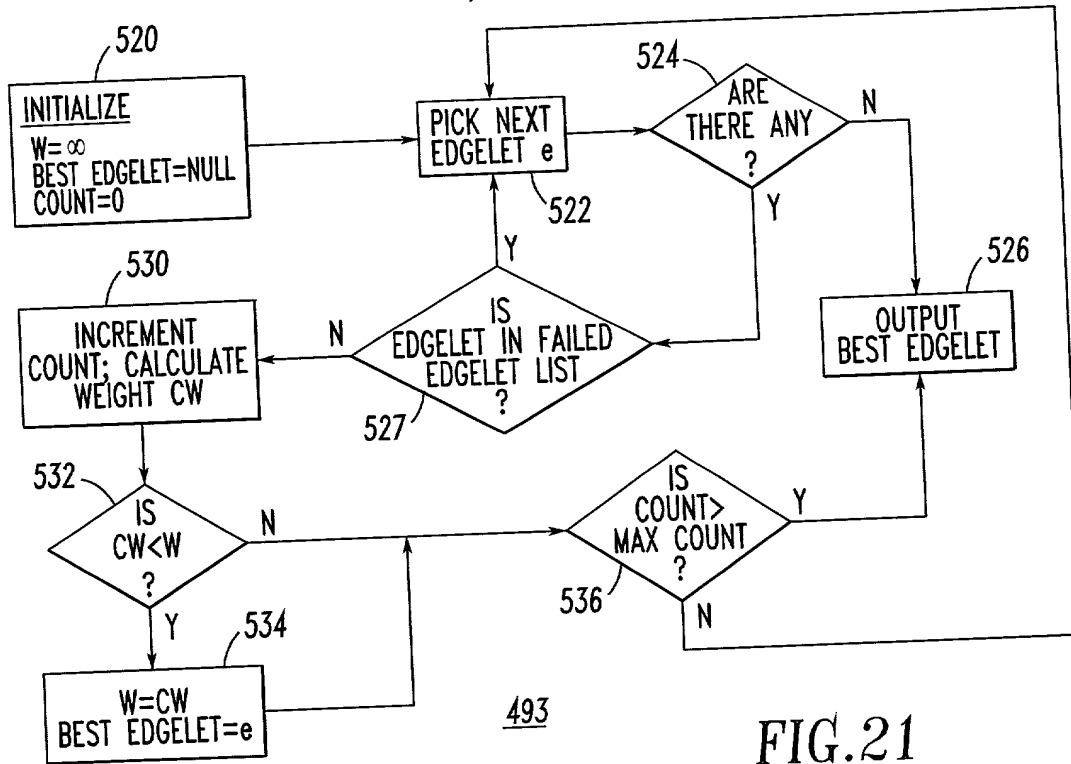 520
INITIALIZE
W=∞
BEST EDGELET=NULL
COUNT=0
PICK NEXT
EDGELET e
522
524
ARE
THERE ANY
?
N
Y
526
OUTPUT
BEST EDGELET
Y
IS
EDGELET IN FAILED
EDGELET LIST
?
527
N
530
INCREMENT
COUNT; CALCULATE
WEIGHT CW
532
IS
CW<W
?
N
Y
534
W=CW
BEST EDGELET=e
IS
COUNT>
MAX COUNT
?
536
Y
N
493
FIG.21